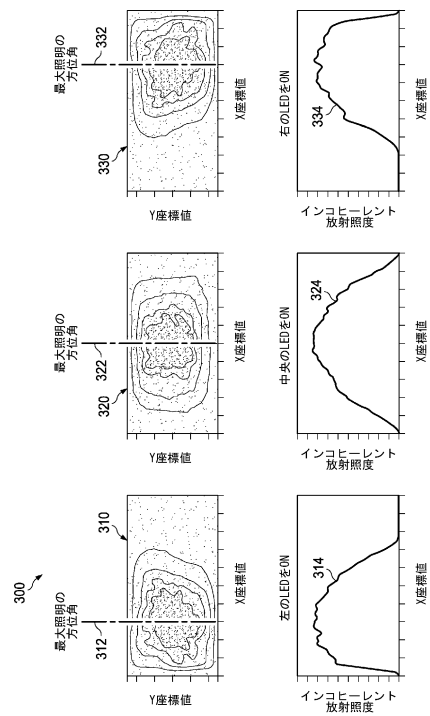 300
最大照明の
方位角
312
310
Y座標値
X座標値
最大照明の
方位角
322
320
Y座標値
X座標値
最大照明の
方位角
332
330
Y座標値
X座標値
左のLEDをON
314
インコヒーレント
放射照度
X座標値
中央のLEDをON
324
インコヒーレント
放射照度
X座標値
右のLEDをON
334
インコヒーレント
放射照度
X座標値